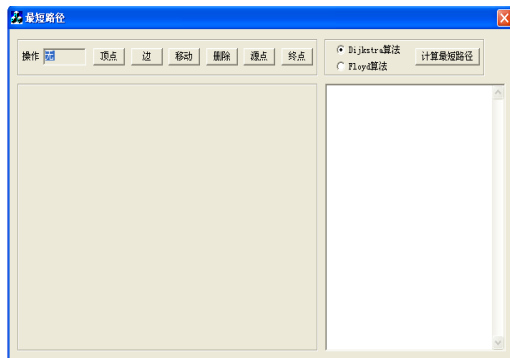 最短路径
操作 无 顶点 边 移动 删除 源点 终点
Dijkstra算法
Floyd算法
计算最短路径